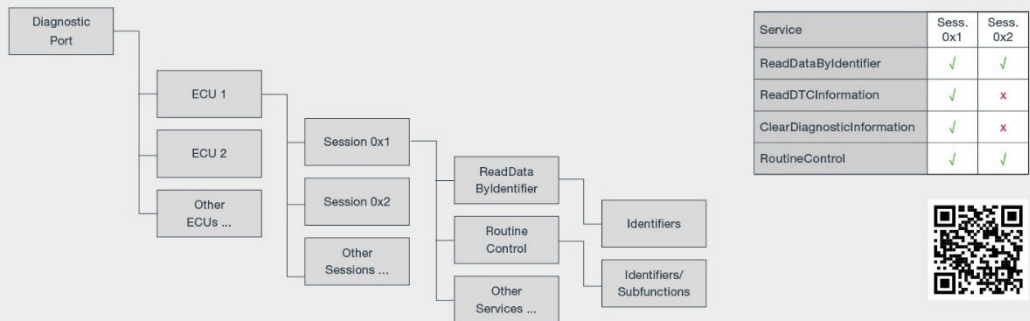 Diagnostic
Port
ECU 1
ECU 2
Other
ECUs ...
Session 0x1
Session 0x2
Other
Sessions ...
ReadData
ByIdentifier
Routine
Control
Other
Services ...
Identifiers
Identifiers/
Subfunctions
Service Sess. 0x1 Sess. 0x2
ReadDataByIdentifier √ √
ReadDTCInformation √ x
ClearDiagnosticInformation √ x
RoutineControl √ √